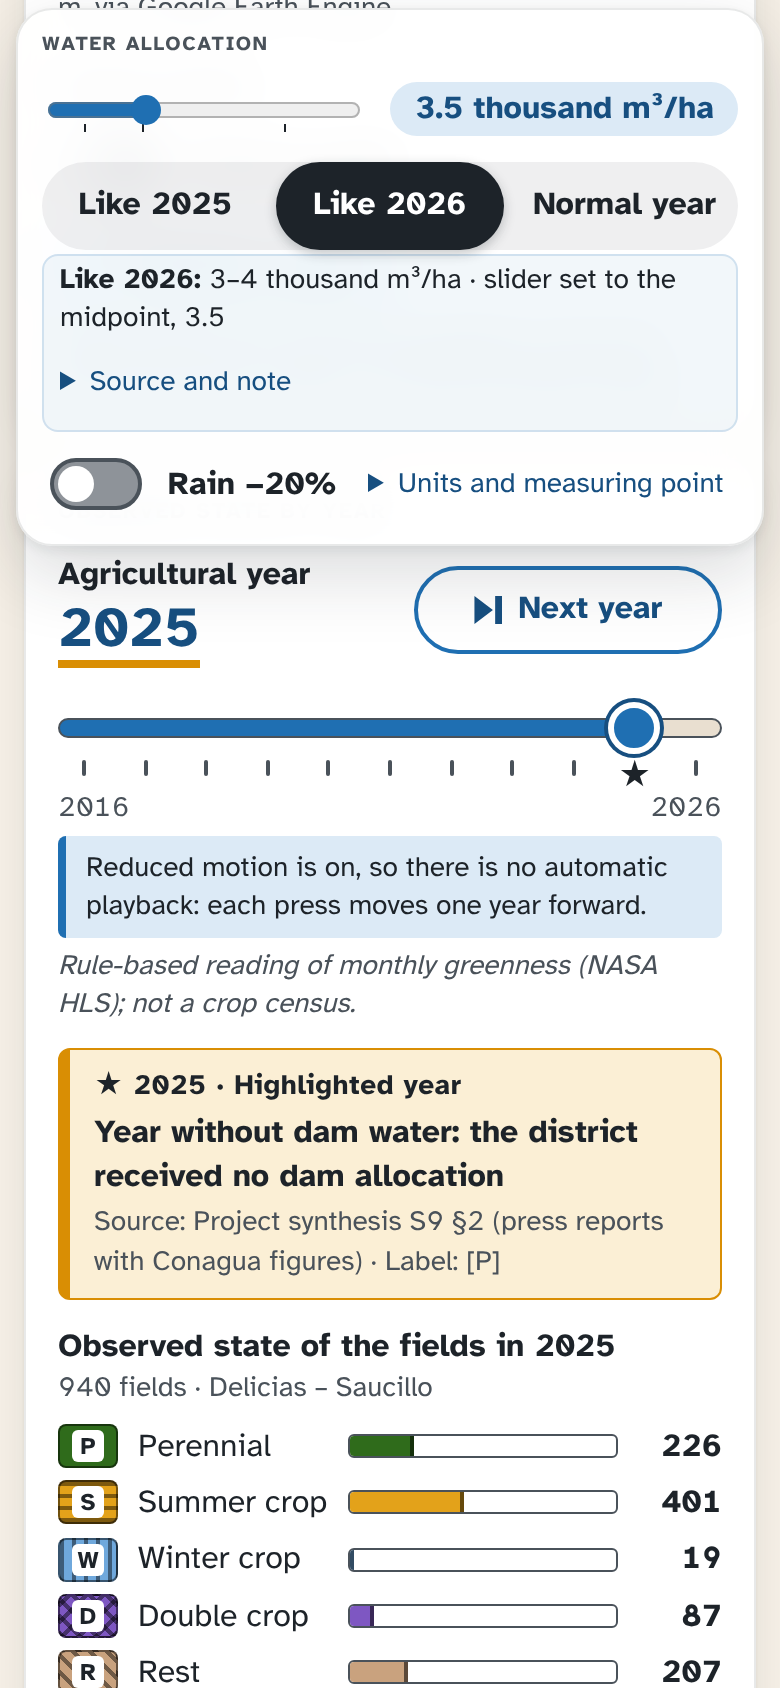 m, via Google Earth Engine
WATER ALLOCATION
3.5 thousand m³/ha
Like 2025
Like 2026
Normal year
Like 2026: 3–4 thousand m³/ha · slider set to the
midpoint, 3.5
▶ Source and note
Rain −20%
▶ Units and measuring point
Agricultural year
2025
Next year
★
2016
2026
Reduced motion is on, so there is no automatic
playback: each press moves one year forward.
Rule-based reading of monthly greenness (NASA
HLS); not a crop census.
★ 2025 · Highlighted year
Year without dam water: the district
received no dam allocation
Source: Project synthesis S9 §2 (press reports
with Conagua figures) · Label: [P]
Observed state of the fields in 2025
940 fields · Delicias – Saucillo
P Perennial 226
S Summer crop 401
W Winter crop 19
D Double crop 87
R Rest 207